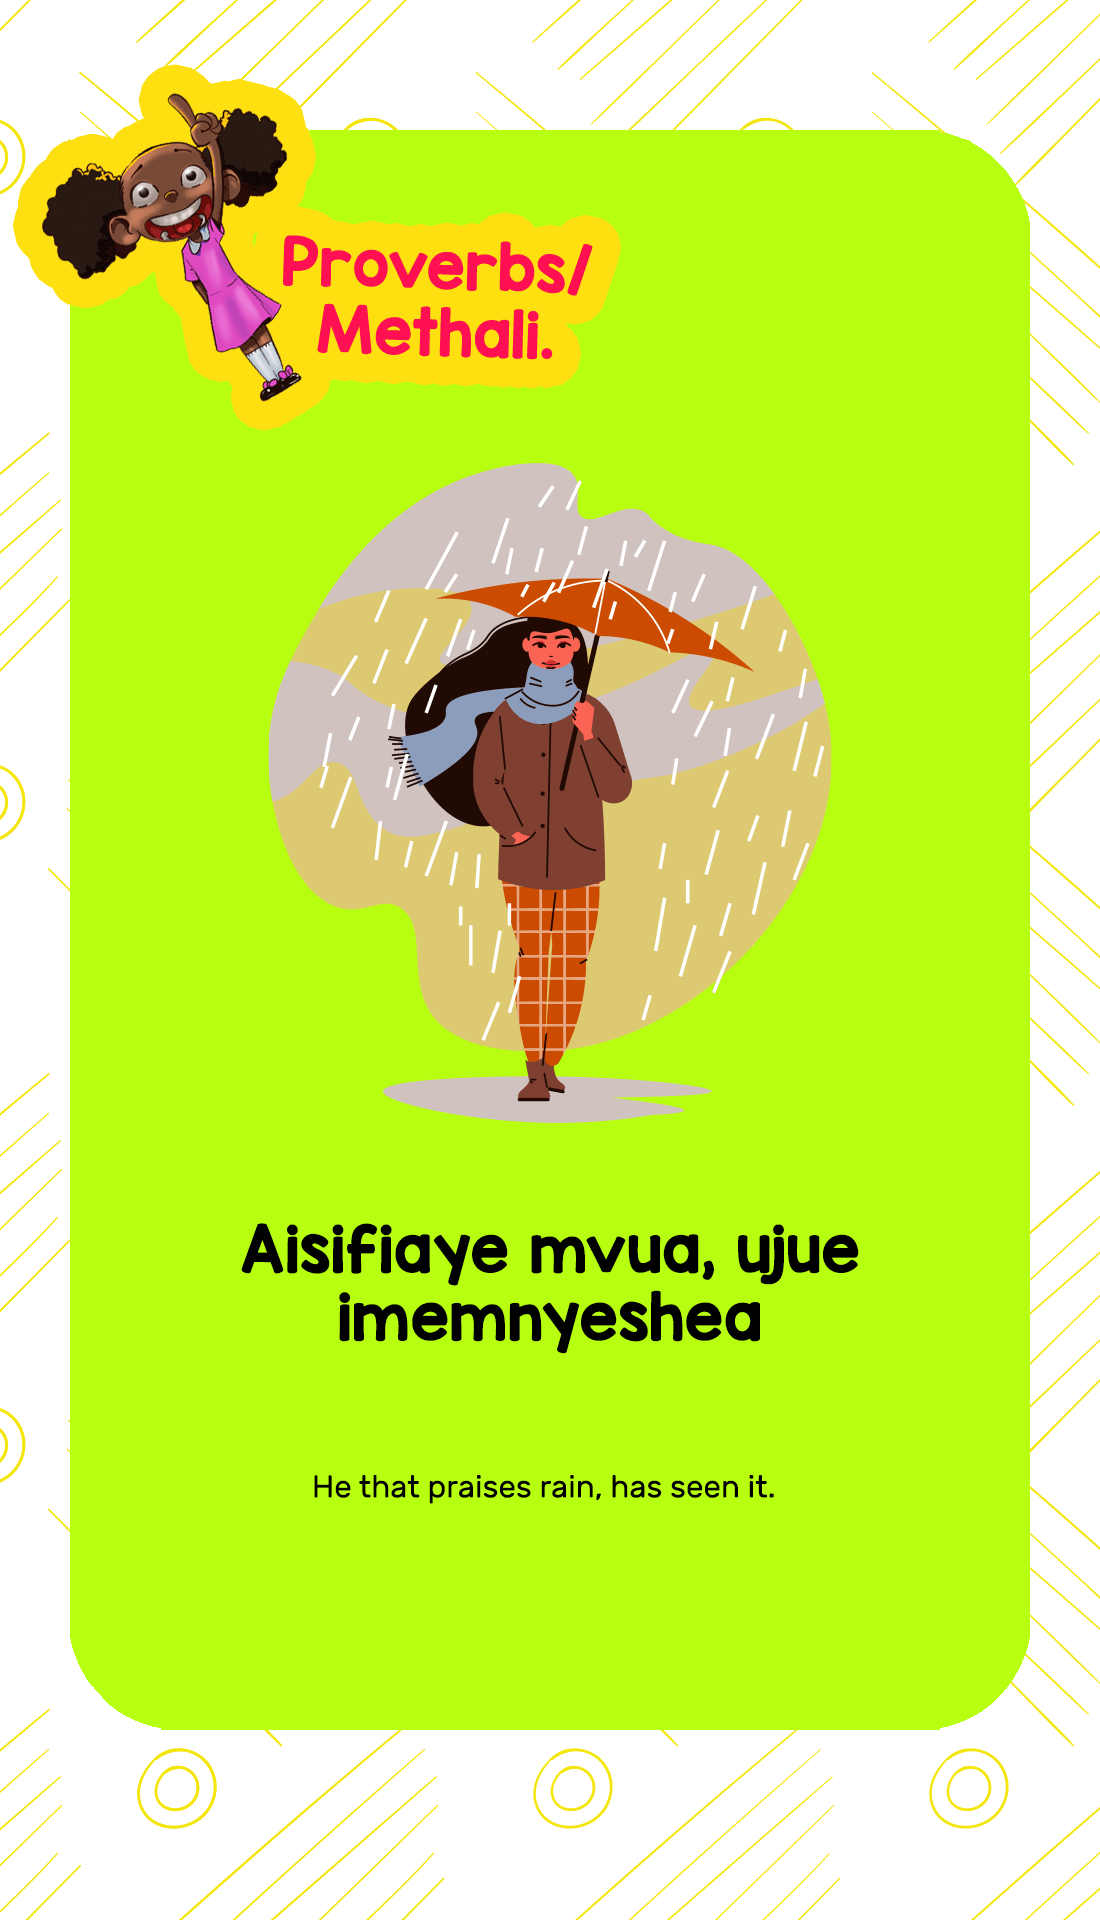 Proverbs/
Methali.
Aisifiaye mvua, ujue
imemnyeshea
He that praises rain, has seen it.